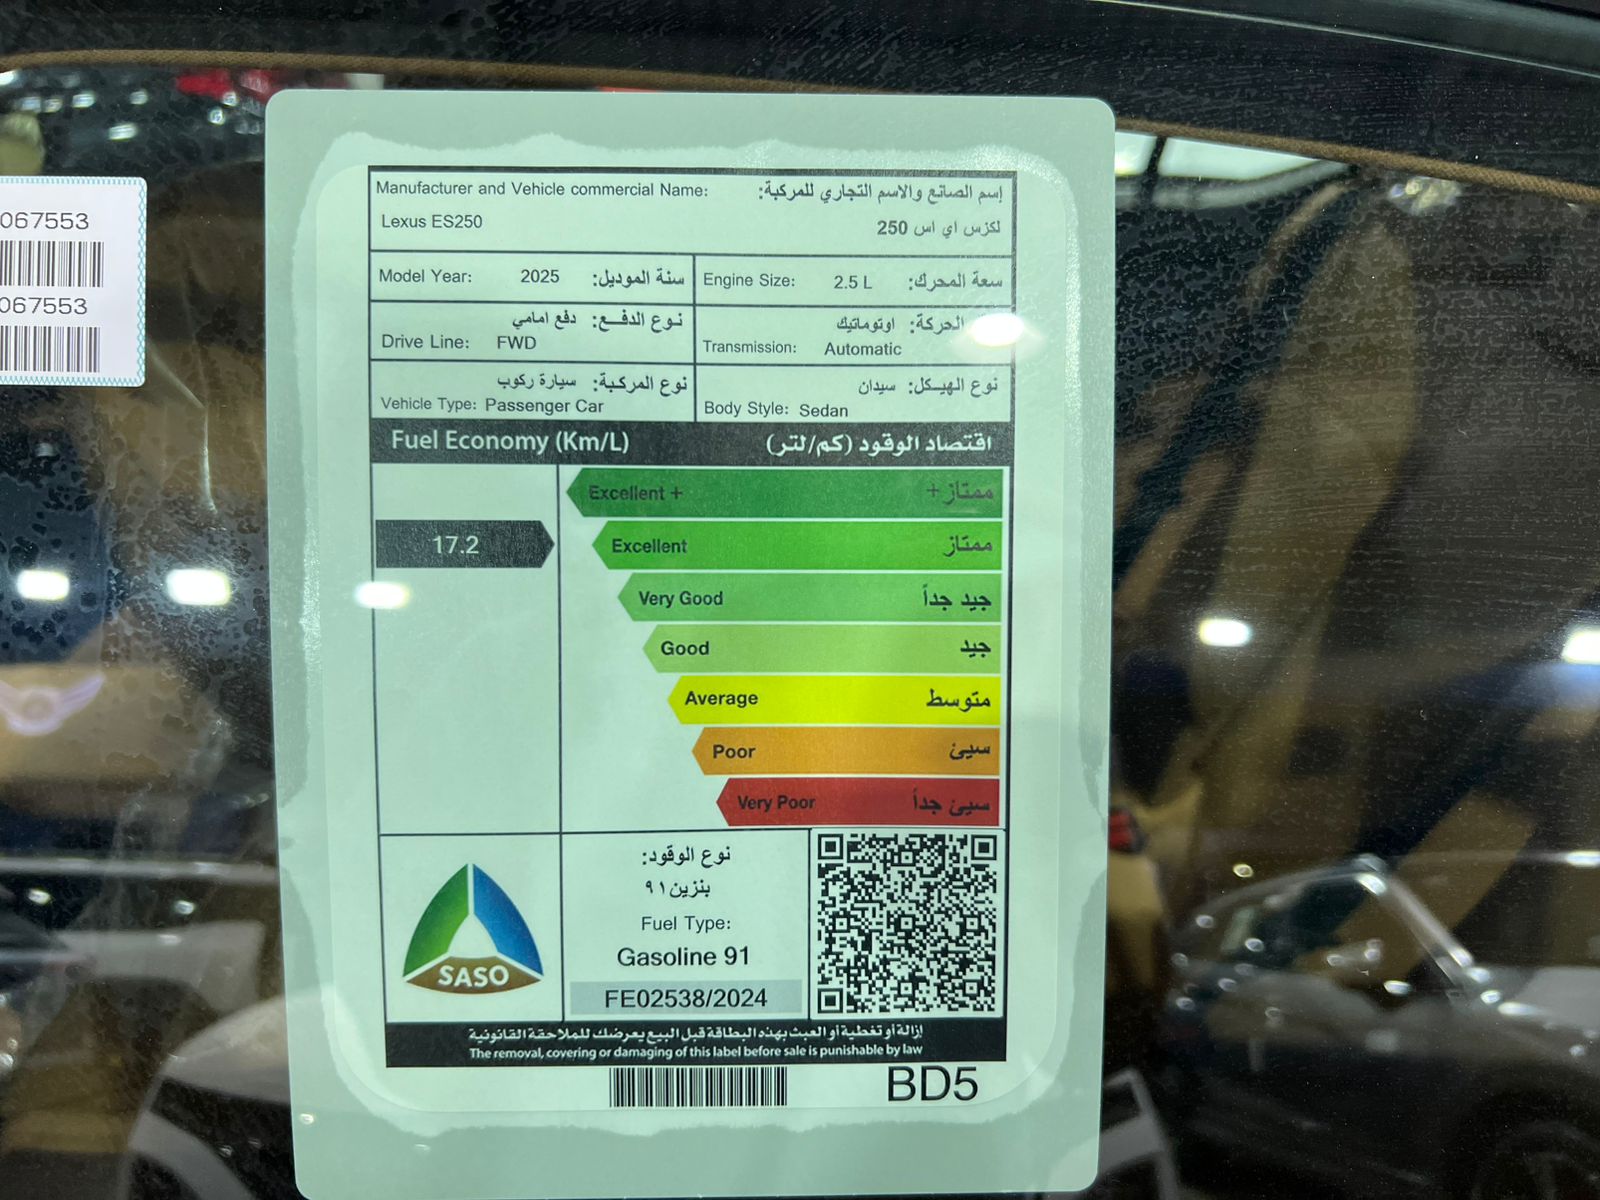 067553
067553
Manufacturer and Vehicle commercial Name: إسم الصانع والاسم التجاري للمركبة:
Lexus ES250 لكزس اي اس 250
Model Year: 2025 سنة الموديل:
Engine Size: 2.5 L سعة المحرك:
نوع الدفع: دفع امامي
Drive Line: FWD
الحركة: اوتوماتيك
Transmission: Automatic
نوع المركبة: سيارة ركوب
Vehicle Type: Passenger Car
نوع الهيكل: سيدان
Body Style: Sedan
Fuel Economy (Km/L) اقتصاد الوقود (كم/لتر)
Excellent + ممتاز +
17.2
Excellent ممتاز
Very Good جيد جداً
Good جيد
Average متوسط
Poor سيئ
Very Poor سيئ جداً
SASO
نوع الوقود:
بنزين ٩١
Fuel Type:
Gasoline 91
FE02538/2024
إزالة أو تغطية أو العبث بهذه البطاقة قبل البيع يعرضك للملاحقة القانونية
The removal, covering or damaging of this label before sale is punishable by law
BD5